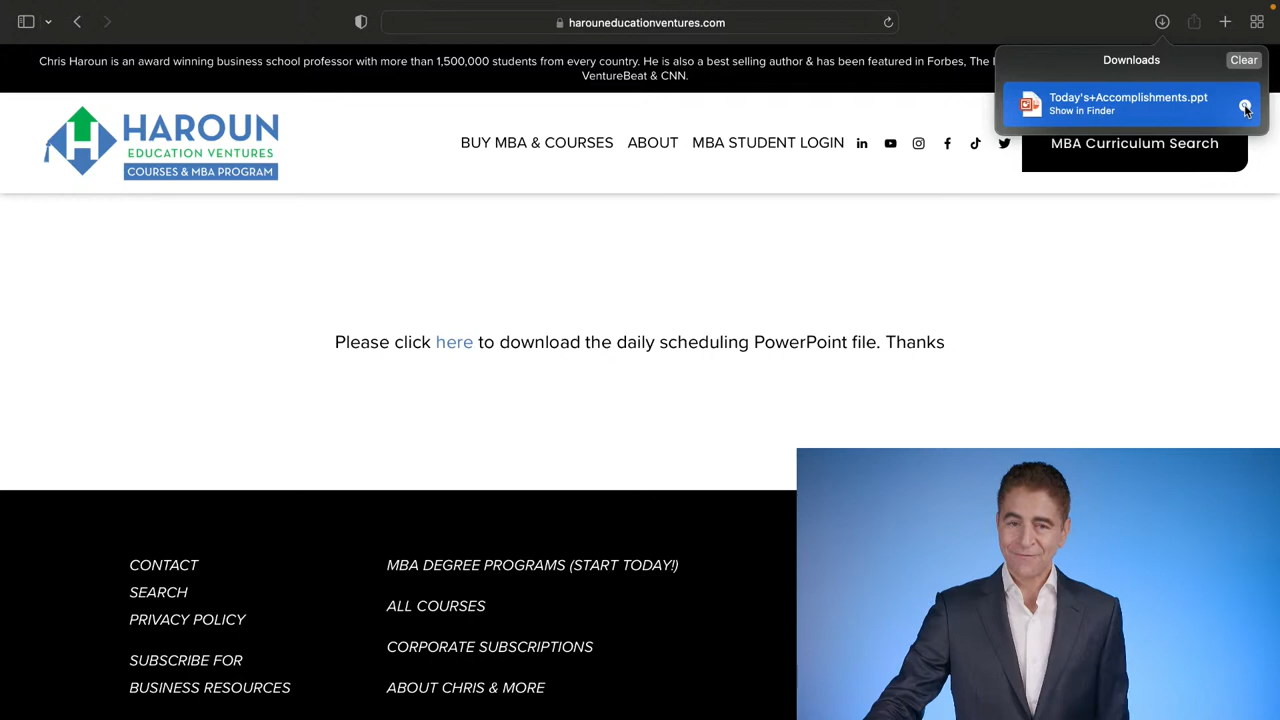 harouneducationventures.com
Chris Haroun is an award winning business school professor with more than 1,500,000 students from every country. He is also a best selling author & has been featured in Forbes, The
VentureBeat & CNN.
Downloads
Clear
Today's+Accomplishments.ppt
Show in Finder
HAROUN
EDUCATION VENTURES
COURSES & MBA PROGRAM
BUY MBA & COURSES
ABOUT
MBA STUDENT LOGIN
MBA Curriculum Search
Please click here to download the daily scheduling PowerPoint file. Thanks
CONTACT
SEARCH
PRIVACY POLICY
SUBSCRIBE FOR
BUSINESS RESOURCES
MBA DEGREE PROGRAMS (START TODAY!)
ALL COURSES
CORPORATE SUBSCRIPTIONS
ABOUT CHRIS & MORE